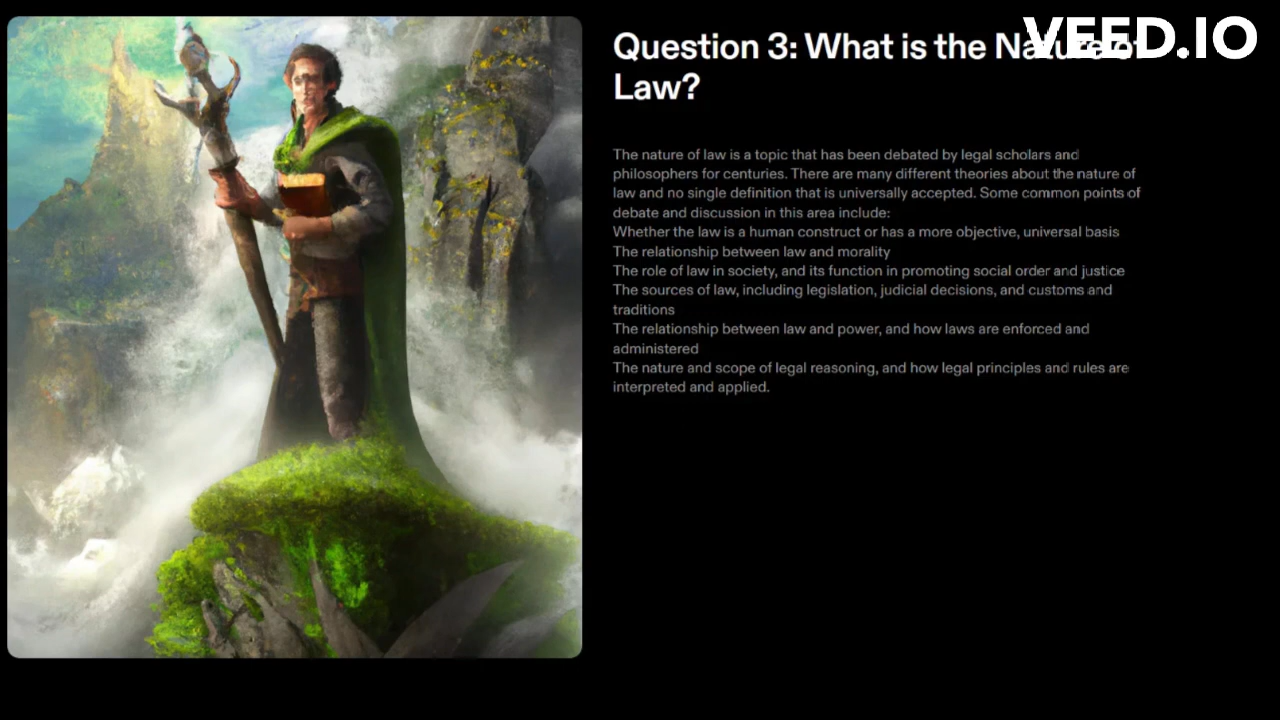 Question 3: What is the Nature of
Law?
VEED.IO
The nature of law is a topic that has been debated by legal scholars and
philosophers for centuries. There are many different theories about the nature of
law and no single definition that is universally accepted. Some common points of
debate and discussion in this area include:
Whether the law is a human construct or has a more objective, universal basis
The relationship between law and morality
The role of law in society, and its function in promoting social order and justice
The sources of law, including legislation, judicial decisions, and customs and
traditions
The relationship between law and power, and how laws are enforced and
administered
The nature and scope of legal reasoning, and how legal principles and rules are
interpreted and applied.